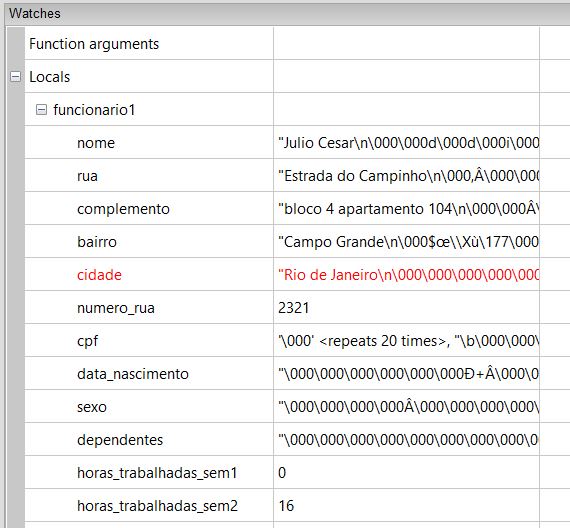 Watches
Function arguments
Locals
funcionario1
nome "Julio Cesar\n\000\000d\000d\000i\000
rua "Estrada do Campinho\n\000,Â\000\000
complemento "bloco 4 apartamento 104\n\000\000Â\
bairro "Campo Grande\n\000$œ\\Xù\177\000
cidade "Rio de Janeiro\n\000\000\000\000\000
numero_rua 2321
cpf '\000' <repeats 20 times>, "\b\000\000\
data_nascimento "\000\000\000\000\000\000Ð+Â\000\0
sexo "\000\000\000\000Â\000\000\000\000\
dependentes "\000\000\000\000\000\000\000\000\0
horas_trabalhadas_sem1 0
horas_trabalhadas_sem2 16